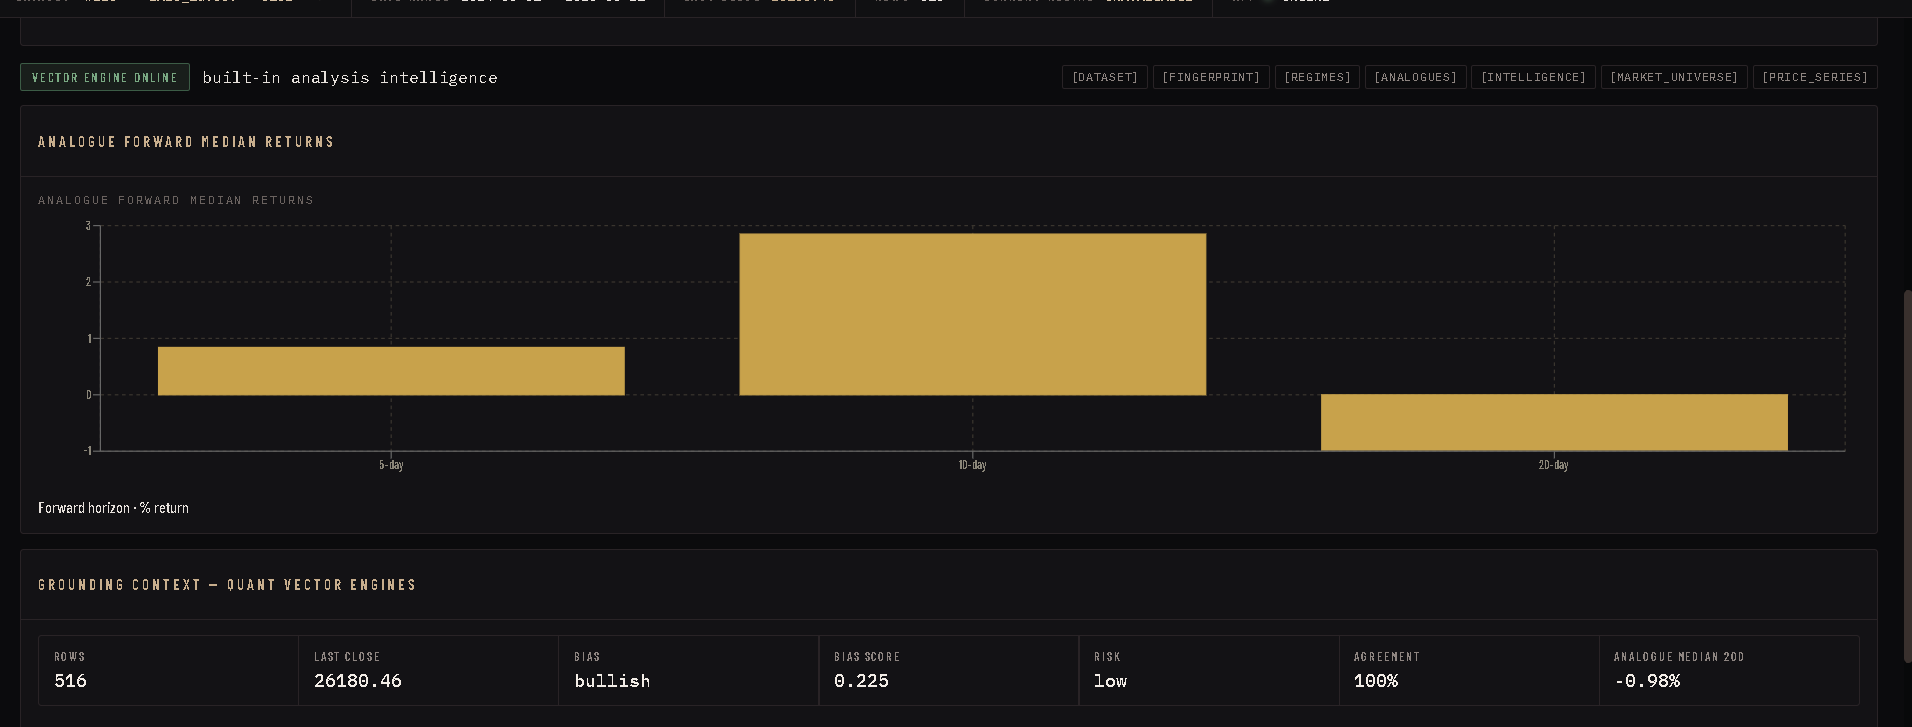 VECTOR ENGINE ONLINE built-in analysis intelligence [DATASET] [FINGERPRINT] [REGIMES] [ANALOGUES] [INTELLIGENCE] [MARKET_UNIVERSE] [PRICE_SERIES]
ANALOGUE FORWARD MEDIAN RETURNS
ANALOGUE FORWARD MEDIAN RETURNS
3
2
1
0
-1
5-day 10-day 20-day
Forward horizon · % return
GROUNDING CONTEXT — QUANT VECTOR ENGINES
ROWS LAST CLOSE BIAS BIAS SCORE RISK AGREEMENT ANALOGUE MEDIAN 20D
516 26180.46 bullish 0.225 low 100% -0.98%